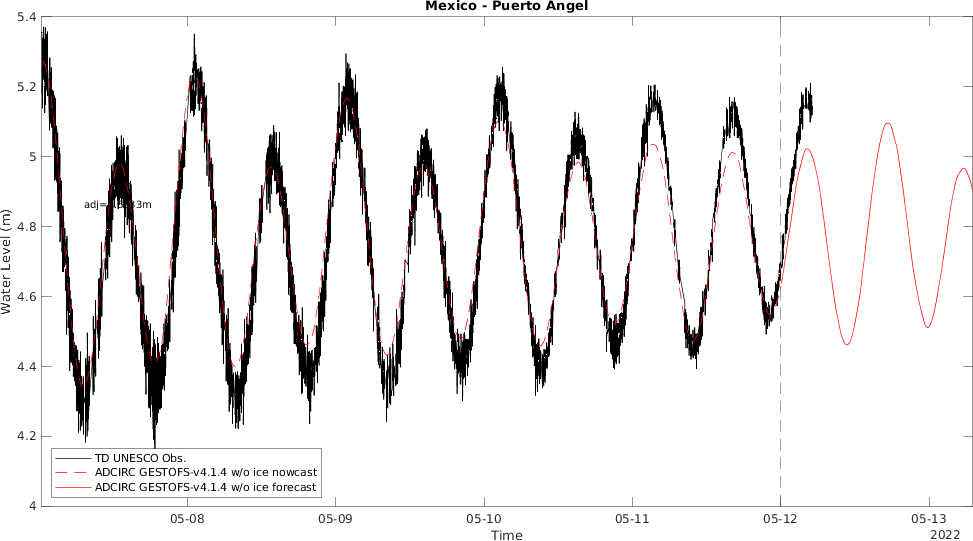 Mexico - Puerto Angel
5.4
5.2
5
4.8
4.6
4.4
4.2
4
Water Level (m)
TD UNESCO Obs.
ADCIRC GESTOFS-v4.1.4 w/o ice nowcast
ADCIRC GESTOFS-v4.1.4 w/o ice forecast
05-08
05-09
05-10
05-11
05-12
05-13
Time
2022